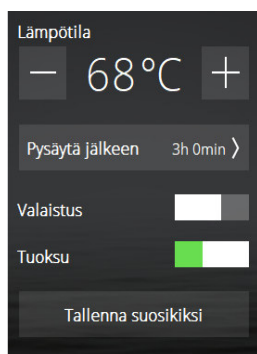 Lämpötila
− 68°C +
Pysäytä jälkeen 3h 0min 〉
Valaistus
Tuoksu
Tallenna suosikiksi